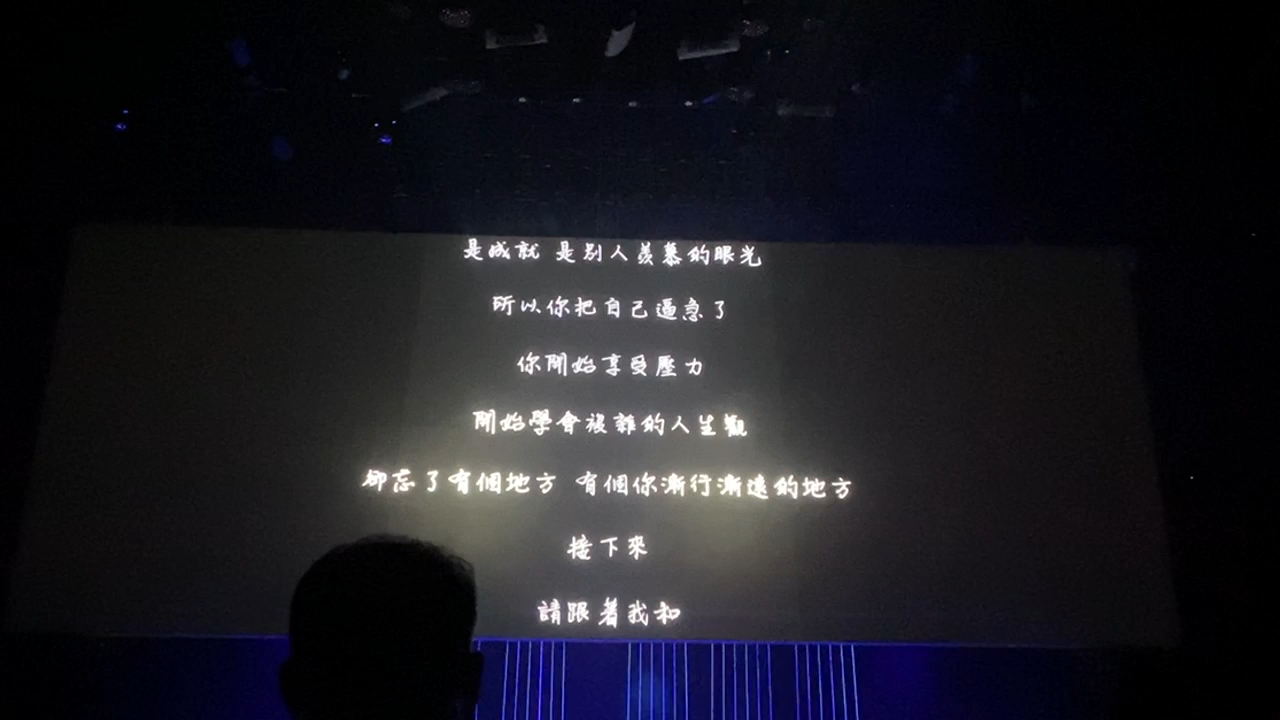 是成就 是別人羨慕的眼光
所以你把自己逼急了
你開始享受壓力
開始學會複雜的人生觀
卻忘了有個地方 有個你漸行漸遠的地方
接下來
請跟著我和